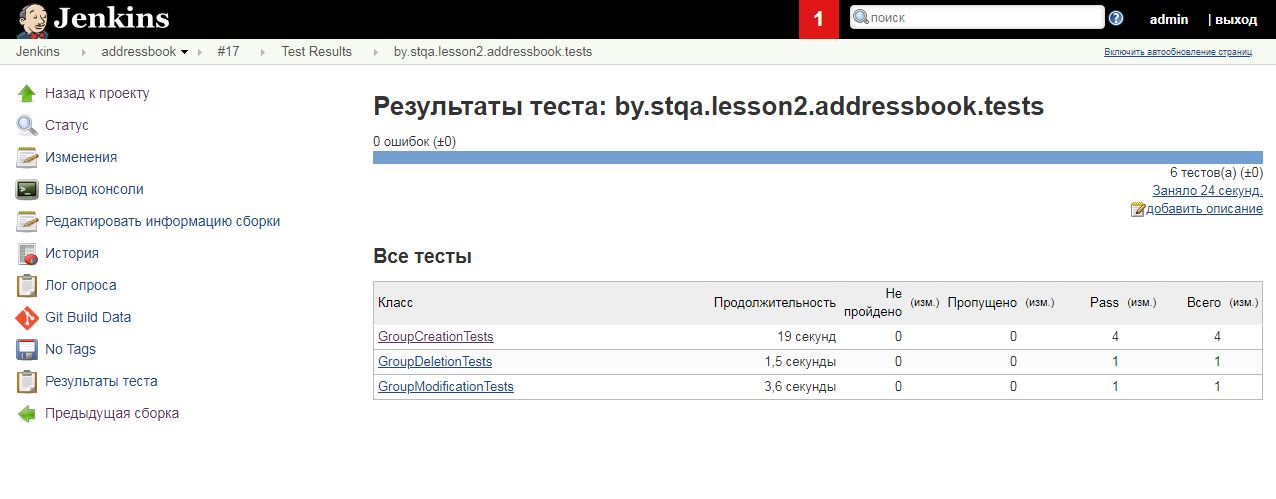 Jenkins
1
поиск
admin
| выход
Jenkins addressbook #17 Test Results by.stqa.lesson2.addressbook.tests
Включить автообновление страниц
Назад к проекту
Статус
Изменения
Вывод консоли
Редактировать информацию сборки
История
Лог опроса
Git Build Data
No Tags
Результаты теста
Предыдущая сборка
Результаты теста: by.stqa.lesson2.addressbook.tests
0 ошибок (±0)
6 тестов(а) (±0)
Заняло 24 секунд.
добавить описание
Все тесты
Класс Продолжительность Не пройдено (изм.) Пропущено (изм.) Pass (изм.) Всего (изм.)
GroupCreationTests 19 секунд 0 0 4 4
GroupDeletionTests 1,5 секунды 0 0 1 1
GroupModificationTests 3,6 секунды 0 0 1 1